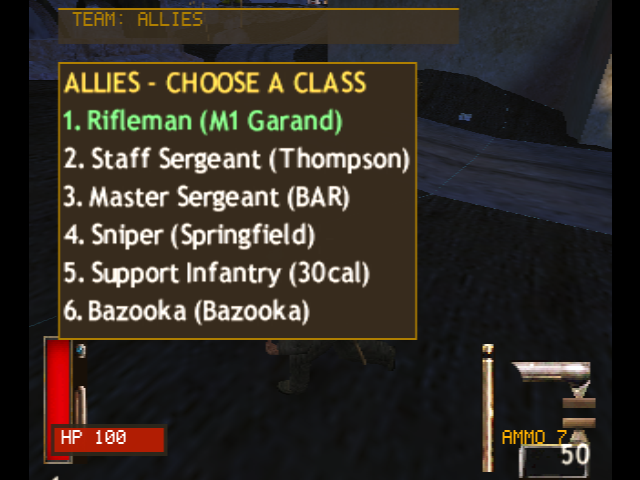 TEAM: ALLIES
ALLIES - CHOOSE A CLASS
1. Rifleman (M1 Garand)
2. Staff Sergeant (Thompson)
3. Master Sergeant (BAR)
4. Sniper (Springfield)
5. Support Infantry (30cal)
6. Bazooka (Bazooka)
HP 100
AMMO 7
50